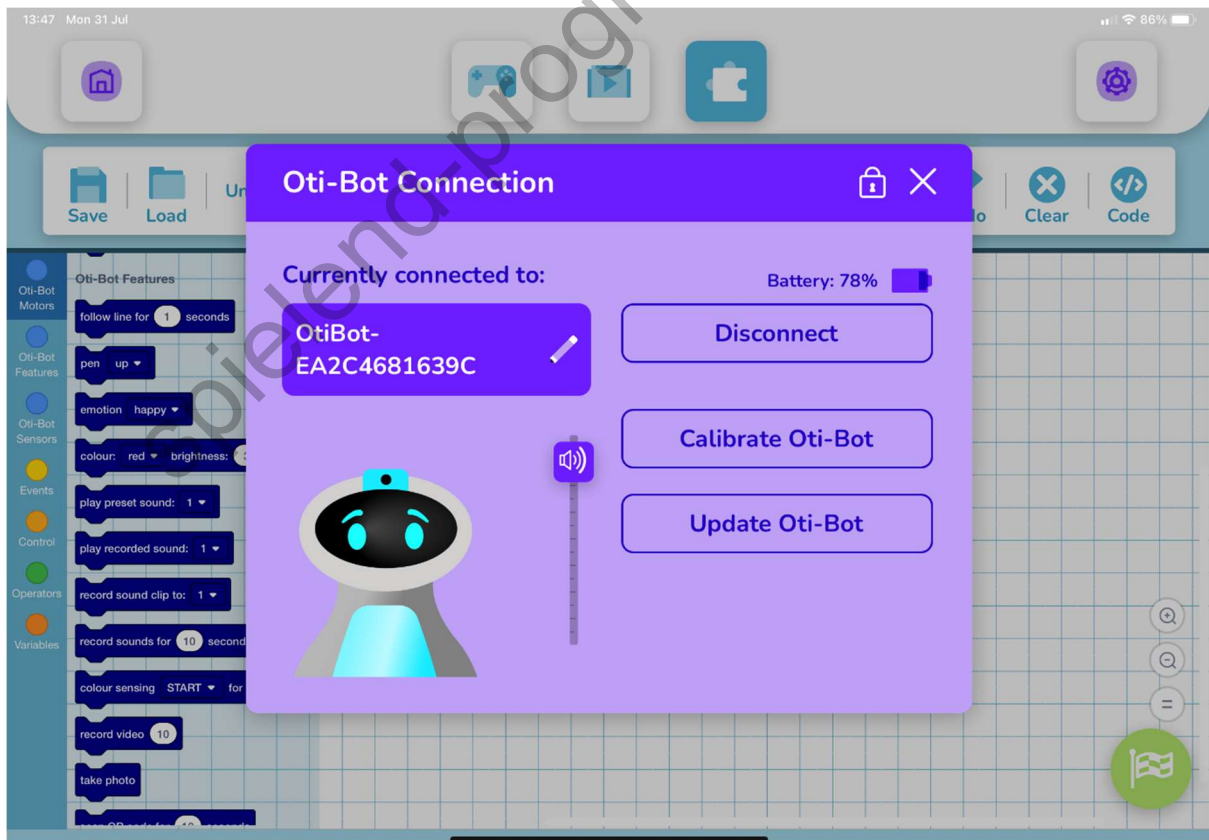 13:47 Mon 31 Jul
86%
Save
Load
Clear
Code
Oti-Bot Connection
Currently connected to:
Battery: 78%
OtiBot-
EA2C4681639C
Disconnect
Calibrate Oti-Bot
Update Oti-Bot
Oti-Bot
Motors
Oti-Bot
Features
Oti-Bot
Sensors
Events
Control
Operators
Variables
Oti-Bot Features
follow line for 1 seconds
pen up
emotion happy
colour: red brightness:
play preset sound: 1
play recorded sound: 1
record sound clip to: 1
record sounds for 10 second
colour sensing START for
record video 10
take photo
spielend-progr